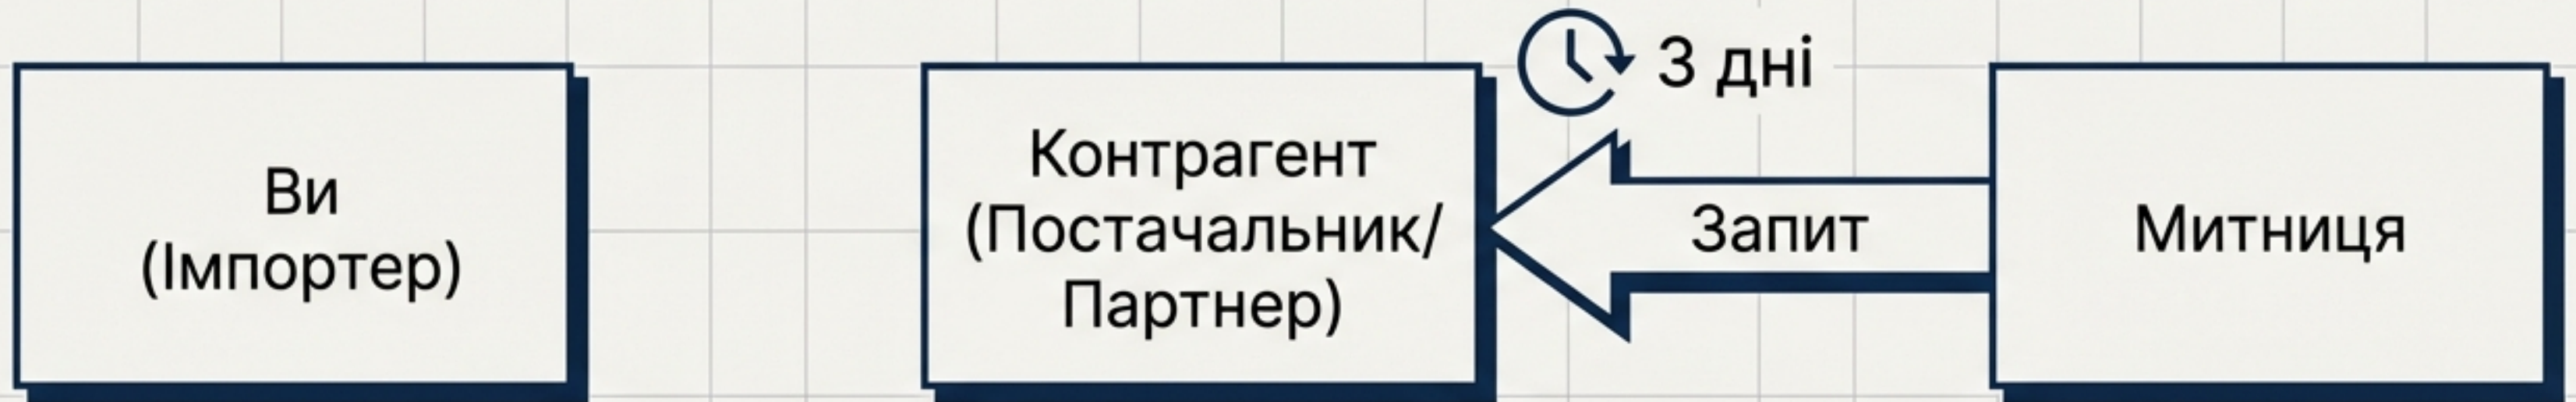 Ви
(Імпортер)
Контрагент
(Постачальник/
Партнер)
3 дні
Запит
Митниця